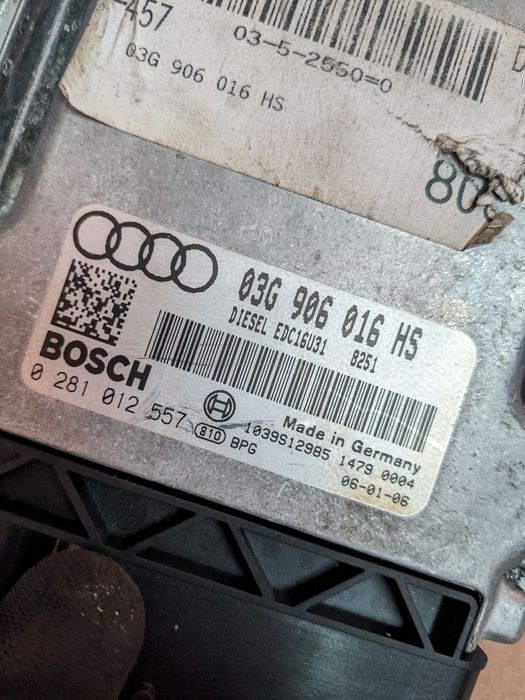 457
03-5-2550=0
03G 906 016 HS
03G 906 016 HS
DIESEL EDC16U31 8251
BOSCH
0 281 012 557
Made in Germany
810 BPG
1039S12985 1479 0004
06-01-06